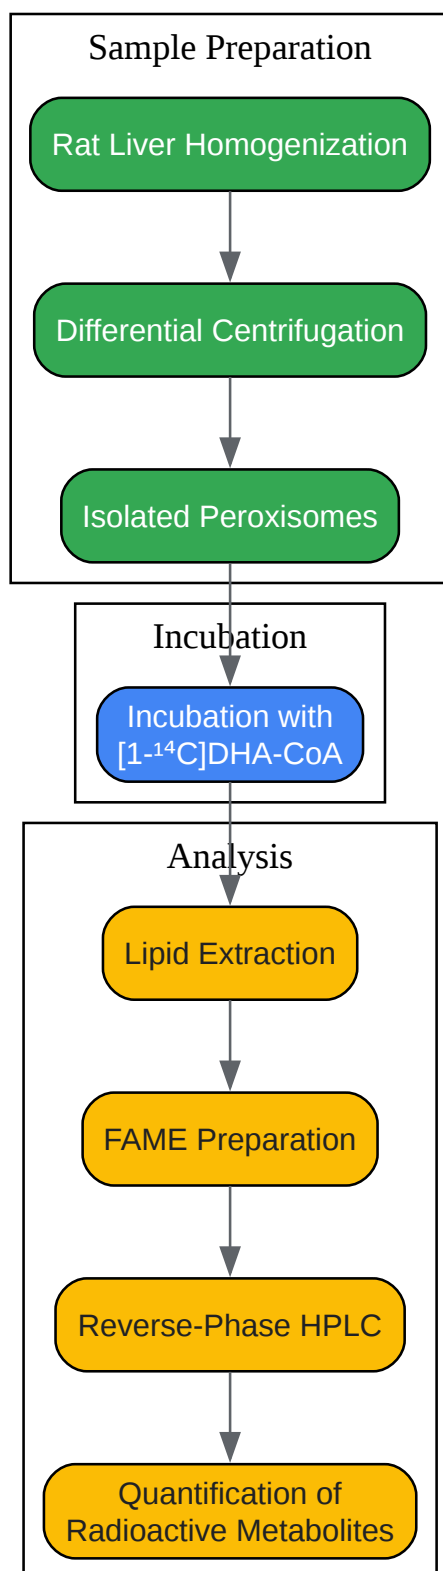 Sample Preparation
Rat Liver Homogenization
Differential Centrifugation
Isolated Peroxisomes
Incubation
Incubation with
[1-¹⁴C]DHA-CoA
Analysis
Lipid Extraction
FAME Preparation
Reverse-Phase HPLC
Quantification of
Radioactive Metabolites